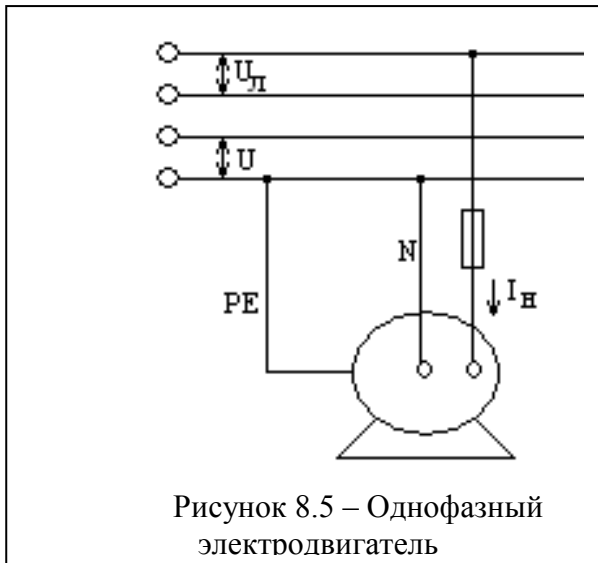 Uл
U
N
Iн
PE
Рисунок 8.5 – Однофазный
электродвигатель